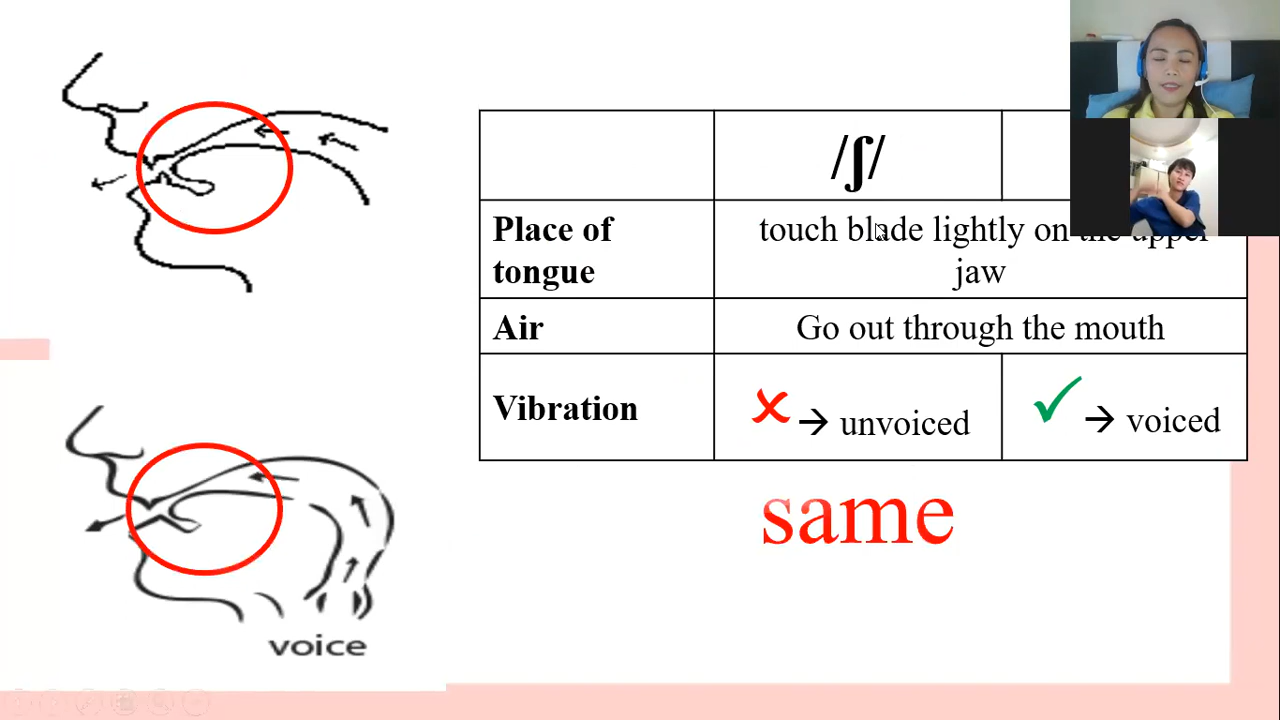 /ʃ/
Place of tongue
touch blade lightly on the upper jaw
Air
Go out through the mouth
Vibration
✗ → unvoiced
✓ → voiced
same
voice